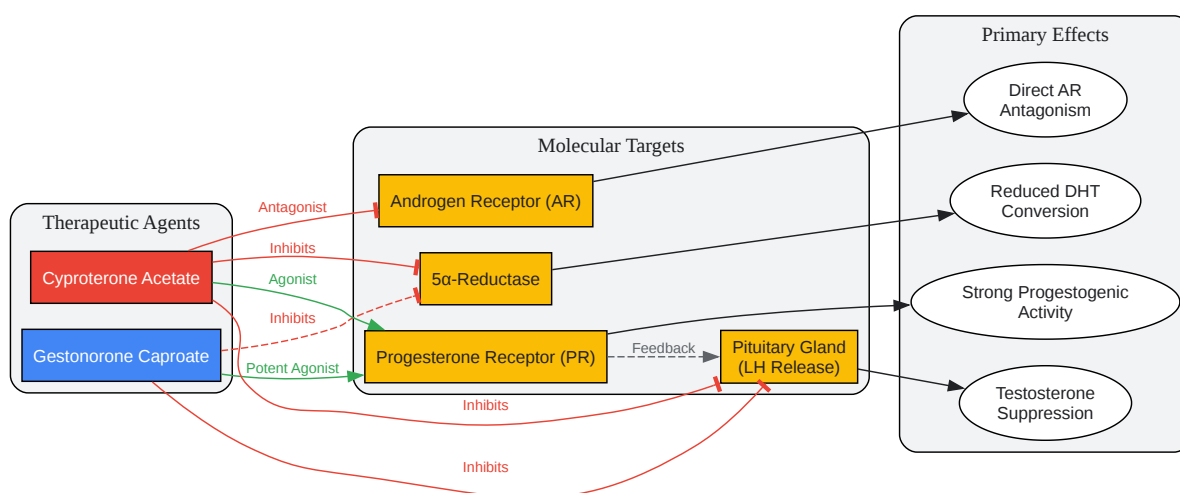 Therapeutic Agents
Cyproterone Acetate
Gestonorone Caproate
Antagonist
Inhibits
Agonist
Inhibits
Potent Agonist
Inhibits
Inhibits
Molecular Targets
Androgen Receptor (AR)
5α-Reductase
Progesterone Receptor (PR)
Feedback
Pituitary Gland
(LH Release)
Primary Effects
Direct AR
Antagonism
Reduced DHT
Conversion
Strong Progestogenic
Activity
Testosterone
Suppression